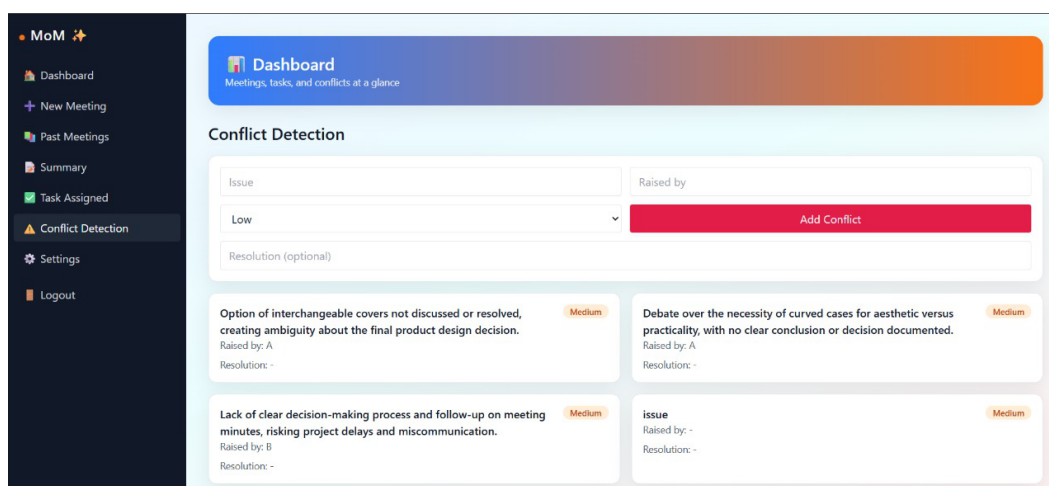 MoM
Dashboard
New Meeting
Past Meetings
Summary
Task Assigned
Conflict Detection
Settings
Logout
Dashboard
Meetings, tasks, and conflicts at a glance
Conflict Detection
Issue
Raised by
Low
Add Conflict
Resolution (optional)
Option of interchangeable covers not discussed or resolved,
creating ambiguity about the final product design decision.
Medium
Raised by: A
Resolution: -
Debate over the necessity of curved cases for aesthetic versus
practicality, with no clear conclusion or decision documented.
Medium
Raised by: A
Resolution: -
Lack of clear decision-making process and follow-up on meeting
minutes, risking project delays and miscommunication.
Medium
Raised by: B
Resolution: -
issue
Medium
Raised by: -
Resolution: -